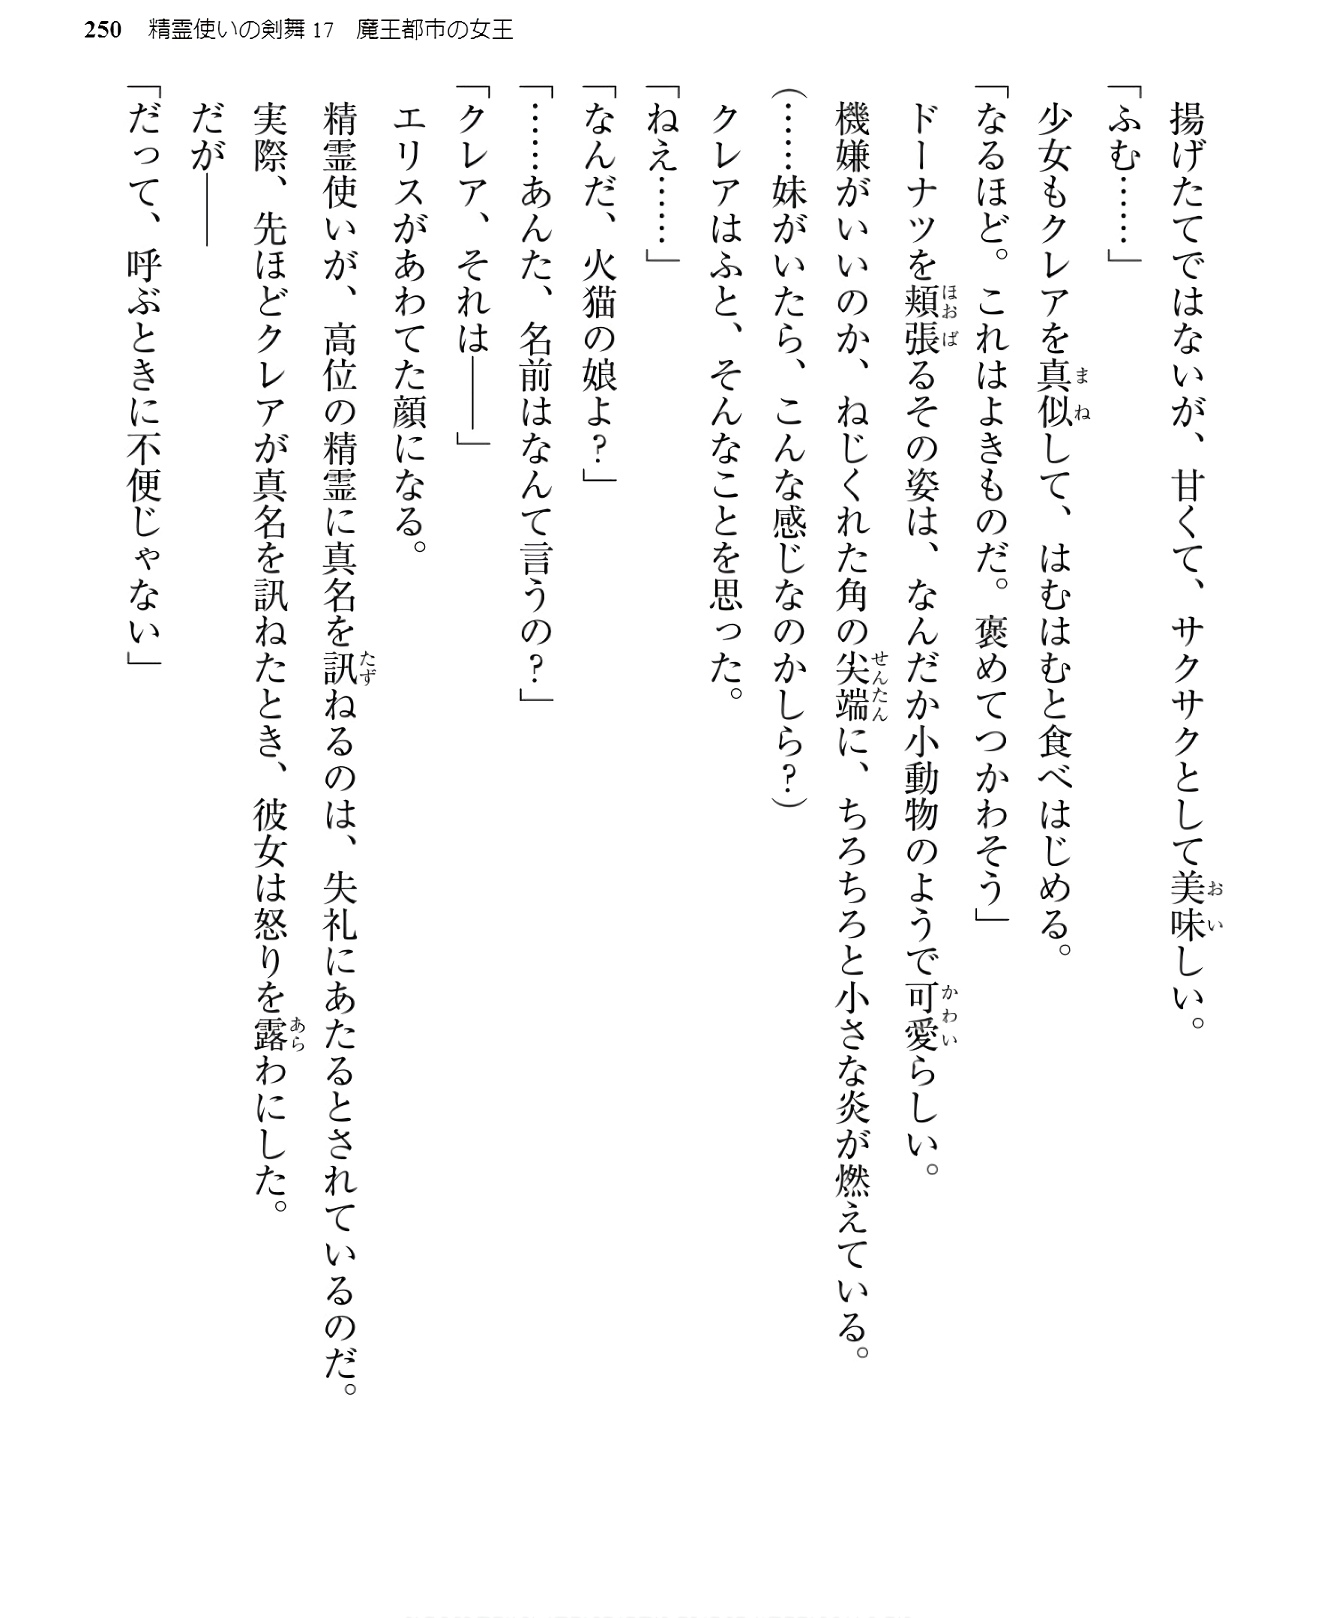 250　精霊使いの剣舞 17　魔王都市の女王
　揚げたてではないが、甘くて、サクサクとして美味しい。
「ふむ……」
　少女もクレアを真似して、はむはむと食べはじめる。
「なるほど。これはよきものだ。褒めてつかわそう」
　ドーナツを頬張るその姿は、なんだか小動物のようで可愛らしい。
　機嫌がいいのか、ねじくれた角の尖端に、ちろちろと小さな炎が燃えている。
（……妹がいたら、こんな感じなのかしら？）
　クレアはふと、そんなことを思った。
「ねえ……」
「なんだ、火猫の娘よ？」
「……あんた、名前はなんて言うの？」
「クレア、それは――」
　エリスがあわてた顔になる。
　精霊使いが、高位の精霊に真名を訊ねるのは、失礼にあたるとされているのだ。
　実際、先ほどクレアが真名を訊ねたとき、彼女は怒りを露わにした。
　だが――
「だって、呼ぶときに不便じゃない」